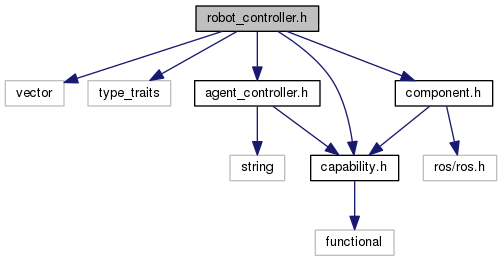 robot_controller.h
vector
type_traits
agent_controller.h
component.h
string
capability.h
ros/ros.h
functional